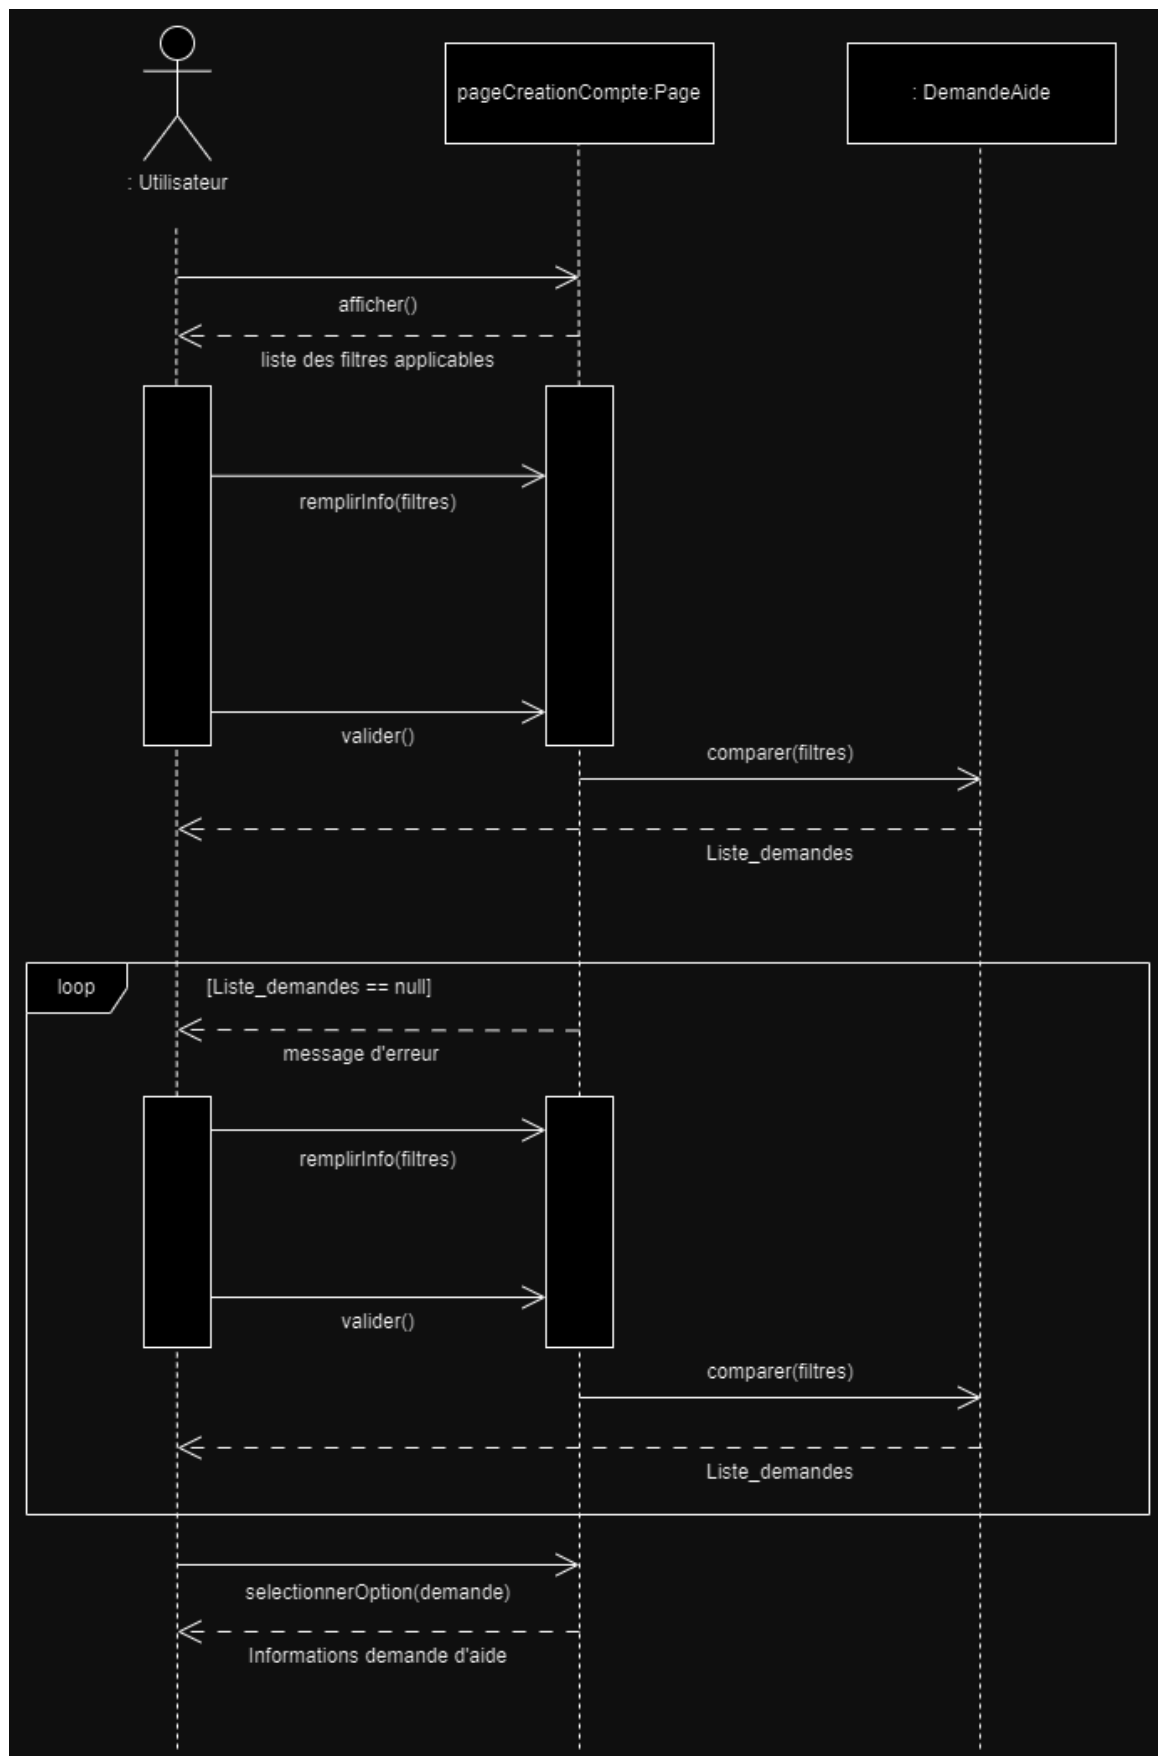 : Utilisateur
pageCreationCompte:Page
: DemandeAide
afficher()
liste des filtres applicables
remplirInfo(filtres)
valider()
comparer(filtres)
Liste_demandes
loop
[Liste_demandes == null]
message d'erreur
remplirInfo(filtres)
valider()
comparer(filtres)
Liste_demandes
selectionnerOption(demande)
Informations demande d'aide